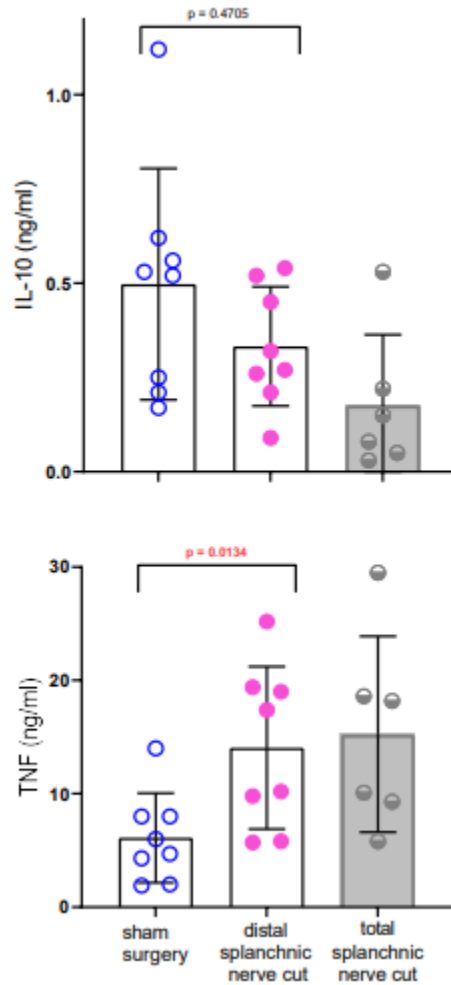 p = 0.4705
1.0
0.5
0.0
IL-10 (ng/ml)
p = 0.0134
30
20
10
0
TNF (ng/ml)
sham
surgery
distal
splanchnic
nerve cut
total
splanchnic
nerve cut